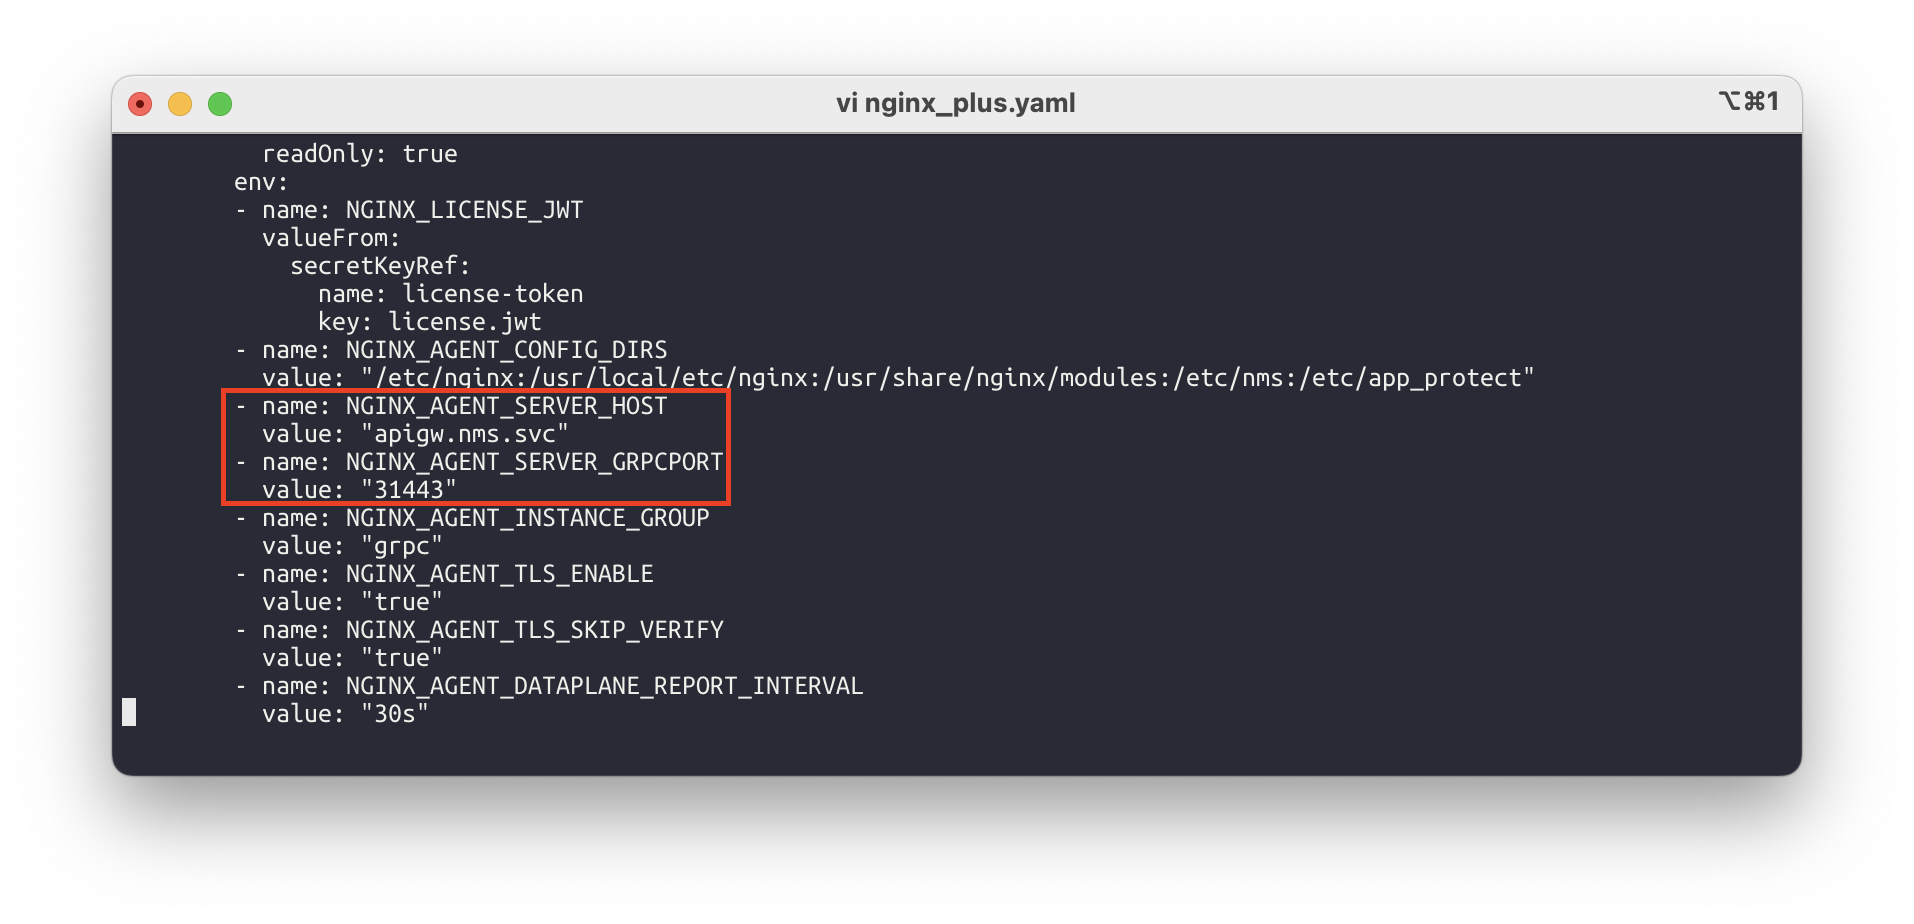 vi nginx_plus.yaml
⌥⌘1
readOnly: true
env:
- name: NGINX_LICENSE_JWT
valueFrom:
secretKeyRef:
name: license-token
key: license.jwt
- name: NGINX_AGENT_CONFIG_DIRS
value: "/etc/nginx:/usr/local/etc/nginx:/usr/share/nginx/modules:/etc/nms:/etc/app_protect"
- name: NGINX_AGENT_SERVER_HOST
value: "apigw.nms.svc"
- name: NGINX_AGENT_SERVER_GRPCPORT
value: "31443"
- name: NGINX_AGENT_INSTANCE_GROUP
value: "grpc"
- name: NGINX_AGENT_TLS_ENABLE
value: "true"
- name: NGINX_AGENT_TLS_SKIP_VERIFY
value: "true"
- name: NGINX_AGENT_DATAPLANE_REPORT_INTERVAL
value: "30s"